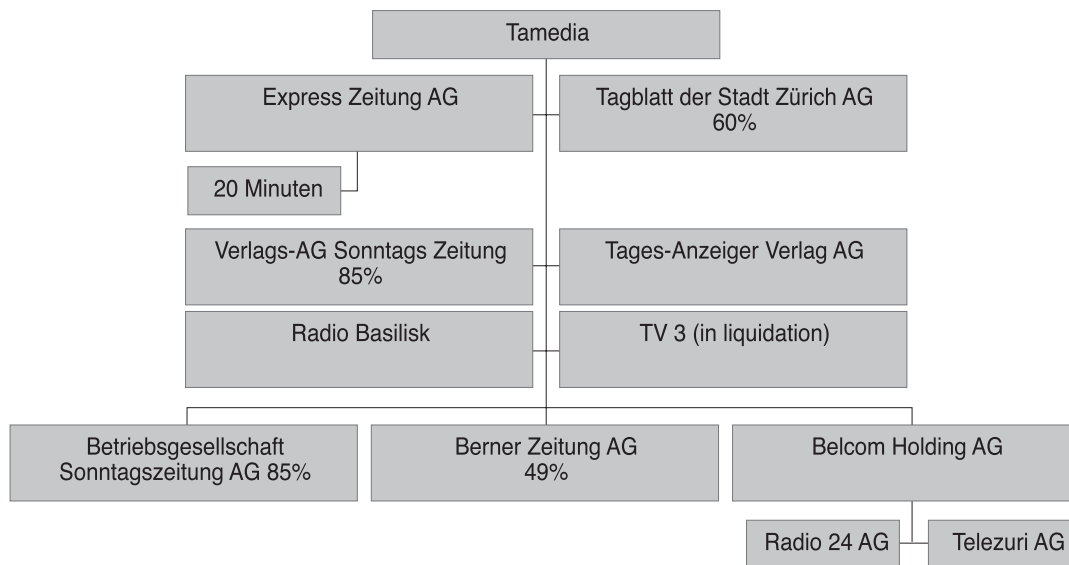 Tamedia
Express Zeitung AG
Tagblatt der Stadt Zürich AG
60%
20 Minuten
Verlags-AG Sonntags Zeitung
85%
Tages-Anzeiger Verlag AG
Radio Basilisk
TV 3 (in liquidation)
Betriebsgesellschaft
Sonntagszeitung AG 85%
Berner Zeitung AG
49%
Belcom Holding AG
Radio 24 AG
Telezuri AG